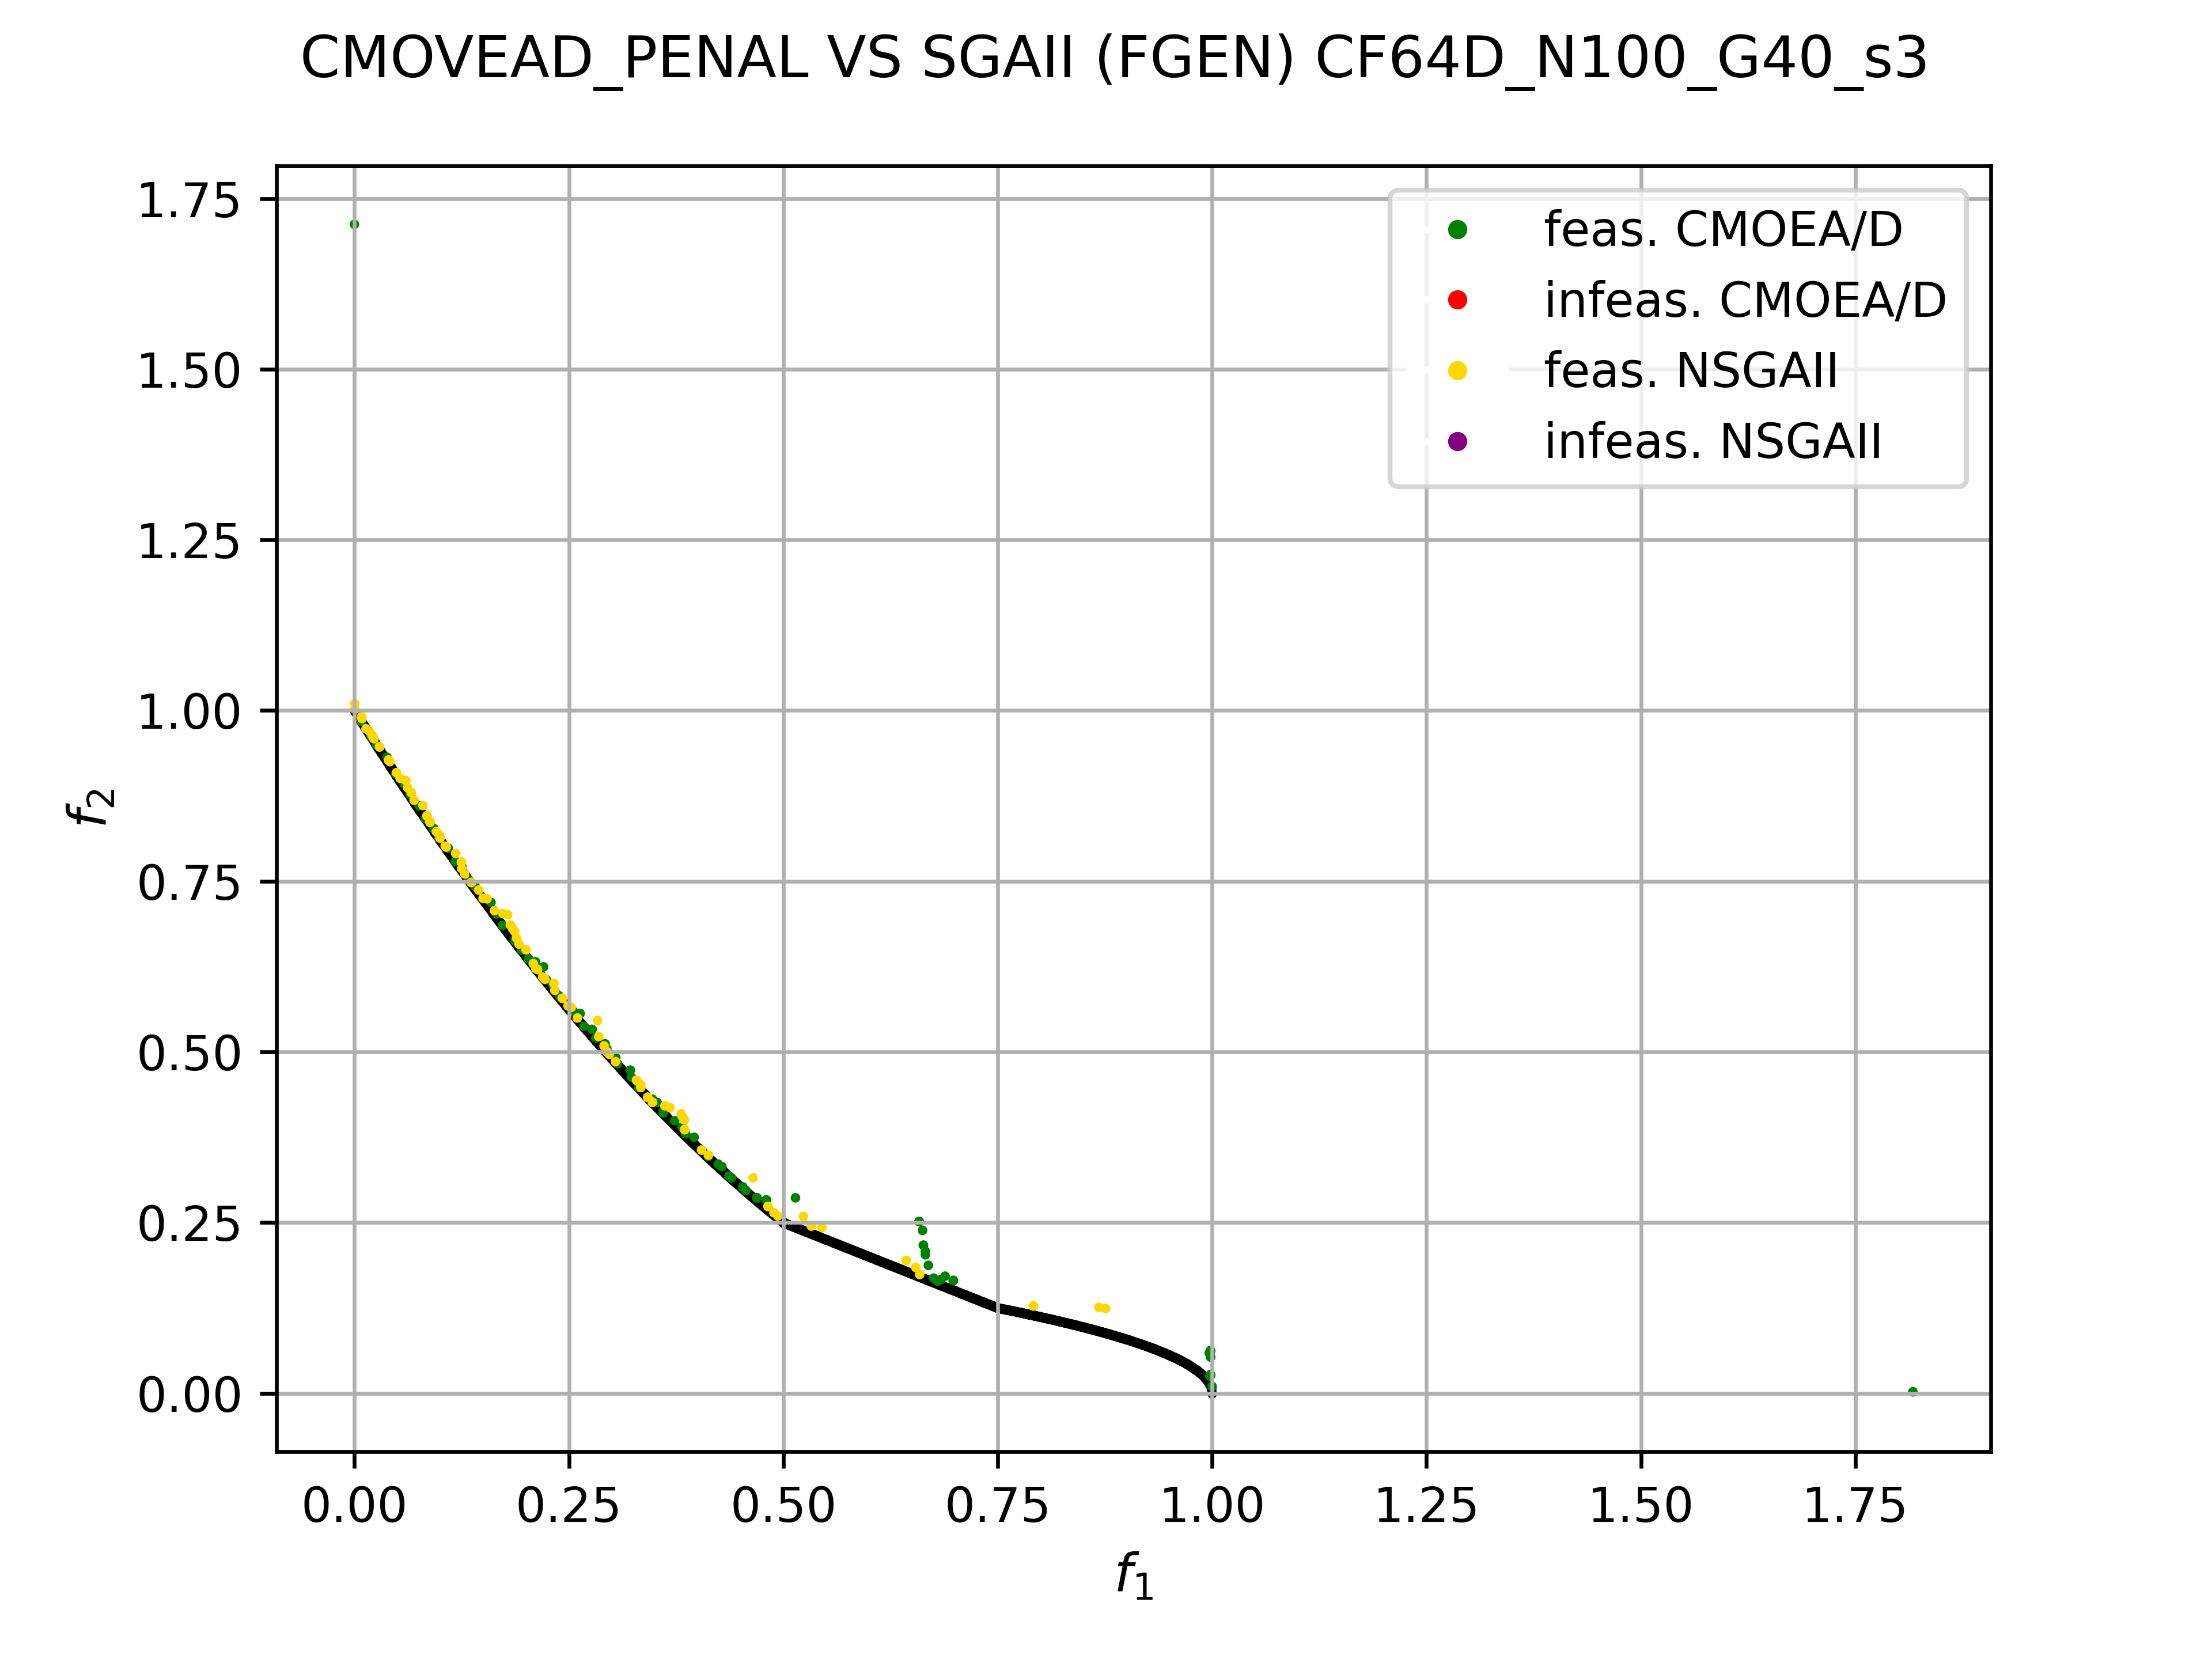 CMOVEAD_PENAL VS SGAII (FGEN) CF64D_N100_G40_s3
1.75
1.50
1.25
1.00
0.75
0.50
0.25
0.00
f2
feas. CMOEA/D
infeas. CMOEA/D
feas. NSGAII
infeas. NSGAII
0.00 0.25 0.50 0.75 1.00 1.25 1.50 1.75
f1